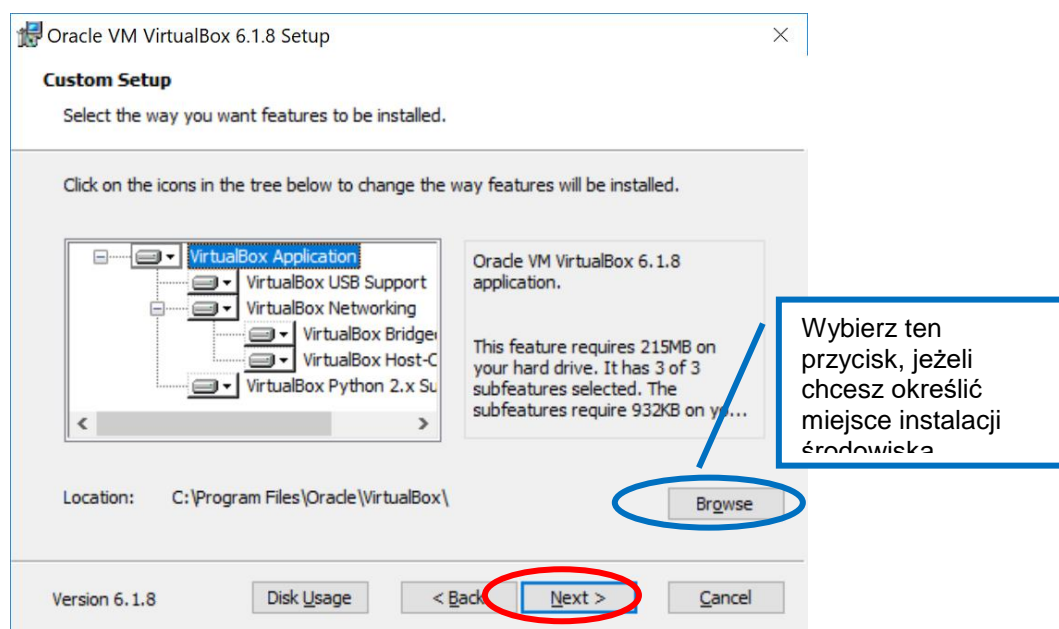 Oracle VM VirtualBox 6.1.8 Setup
Custom Setup
Select the way you want features to be installed.
Click on the icons in the tree below to change the way features will be installed.
VirtualBox Application
VirtualBox USB Support
VirtualBox Networking
VirtualBox Bridge
VirtualBox Host-C
VirtualBox Python 2.x Su
Oracle VM VirtualBox 6.1.8
application.
This feature requires 215MB on
your hard drive. It has 3 of 3
subfeatures selected. The
subfeatures require 932KB on yo...
Wybierz ten
przycisk, jeżeli
chcesz określić
miejsce instalacji
środowiska
Location: C:\Program Files\Oracle\VirtualBox\
Browse
Version 6.1.8
Disk Usage
< Back
Next >
Cancel